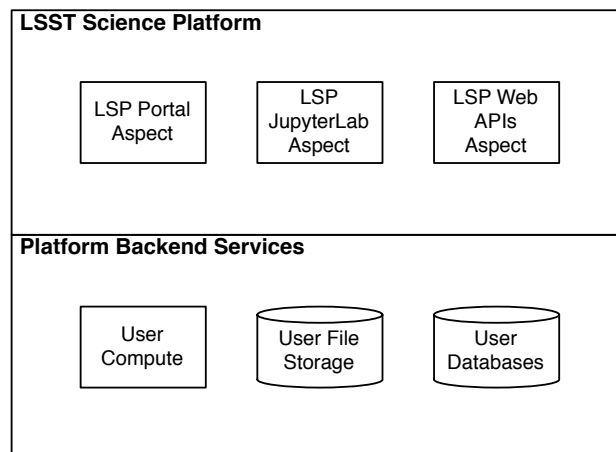 LSST Science Platform
LSP Portal
Aspect
LSP
JupyterLab
Aspect
LSP Web
APIs
Aspect
Platform Backend Services
User
Compute
User File
Storage
User
Databases